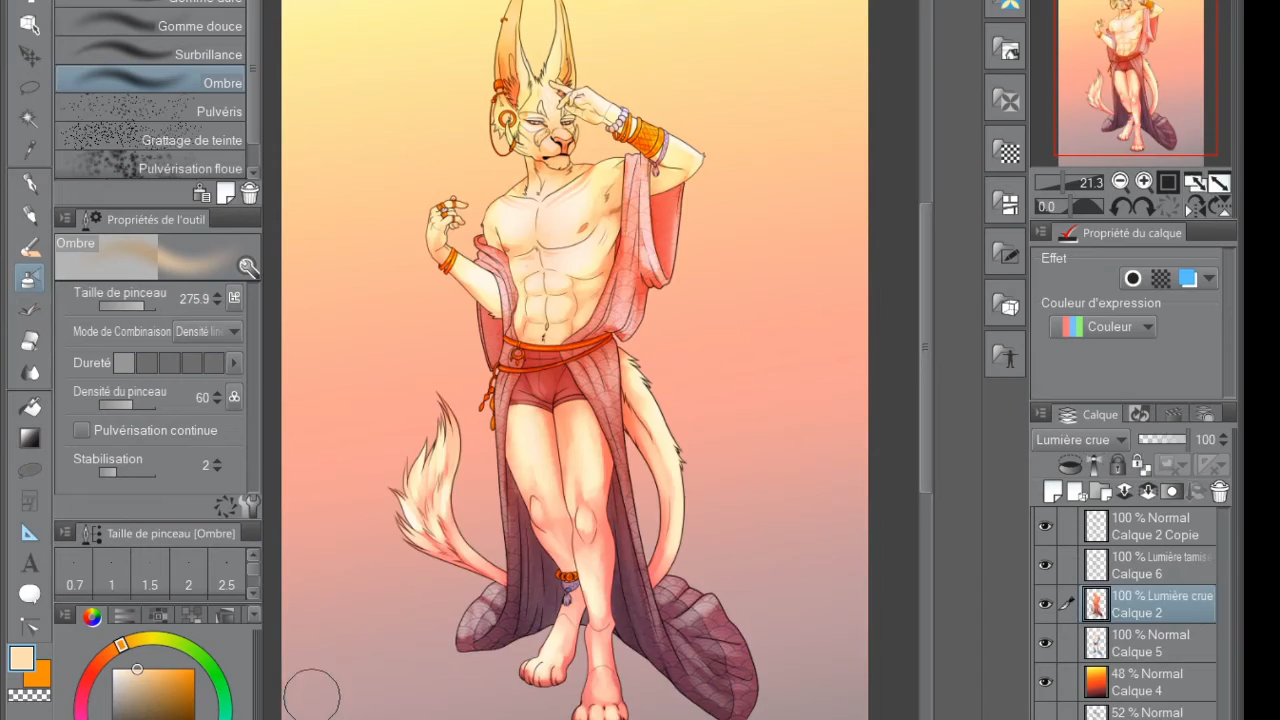 Gomme dure
Gomme douce
Surbrillance
Ombre
Pulvéris
Grattage de teinte
Pulvérisation floue
Propriétés de l'outil
Ombre
Taille de pinceau 275.9
Mode de Combinaison Densité lin
Dureté
Densité du pinceau 60
Pulvérisation continue
Stabilisation 2
Taille de pinceau [Ombre]
0.7 1 1.5 2 2.5
21.3
0.0
Propriété du calque
Effet
Couleur d'expression
Couleur
Calque
Lumière crue 100
100 % Normal
Calque 2 Copie
100 % Lumière tamis
Calque 6
100 % Lumière crue
Calque 2
100 % Normal
Calque 5
48 % Normal
Calque 4
52 % Normal